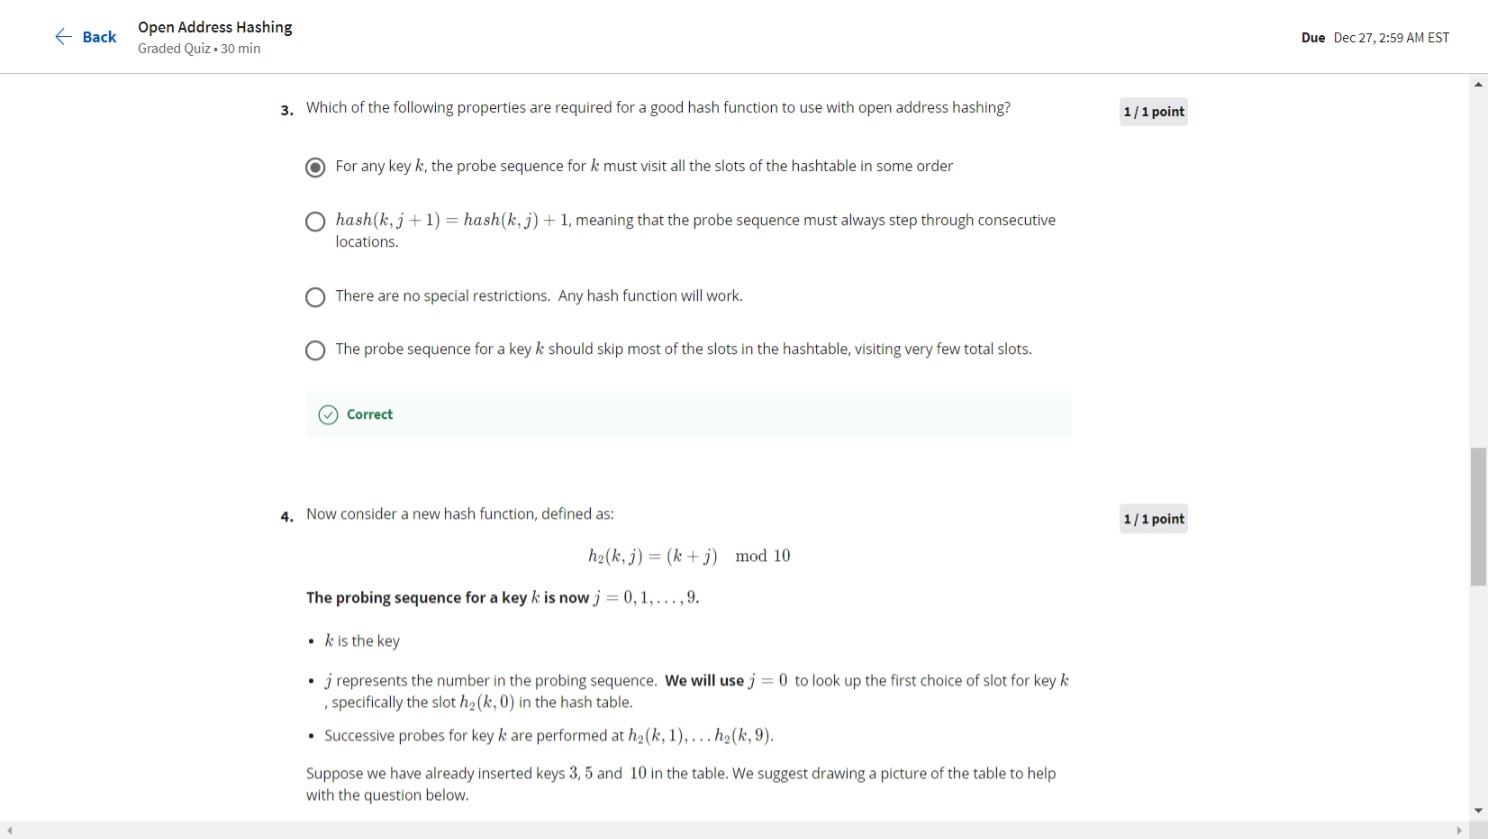 Back
Open Address Hashing
Graded Quiz • 30 min
Due Dec 27, 2:59 AM EST
3. Which of the following properties are required for a good hash function to use with open address hashing?
1 / 1 point
For any key k, the probe sequence for k must visit all the slots of the hashtable in some order
hash(k, j + 1) = hash(k, j) + 1, meaning that the probe sequence must always step through consecutive
locations.
There are no special restrictions. Any hash function will work.
The probe sequence for a key k should skip most of the slots in the hashtable, visiting very few total slots.
Correct
4. Now consider a new hash function, defined as:
1 / 1 point
h₂(k, j) = (k + j) mod 10
The probing sequence for a key k is now j = 0, 1, . . . , 9.
• k is the key
• j represents the number in the probing sequence. We will use j = 0 to look up the first choice of slot for key k
, specifically the slot h₂(k, 0) in the hash table.
• Successive probes for key k are performed at h₂(k, 1), . . . h₂(k, 9).
Suppose we have already inserted keys 3, 5 and 10 in the table. We suggest drawing a picture of the table to help
with the question below.